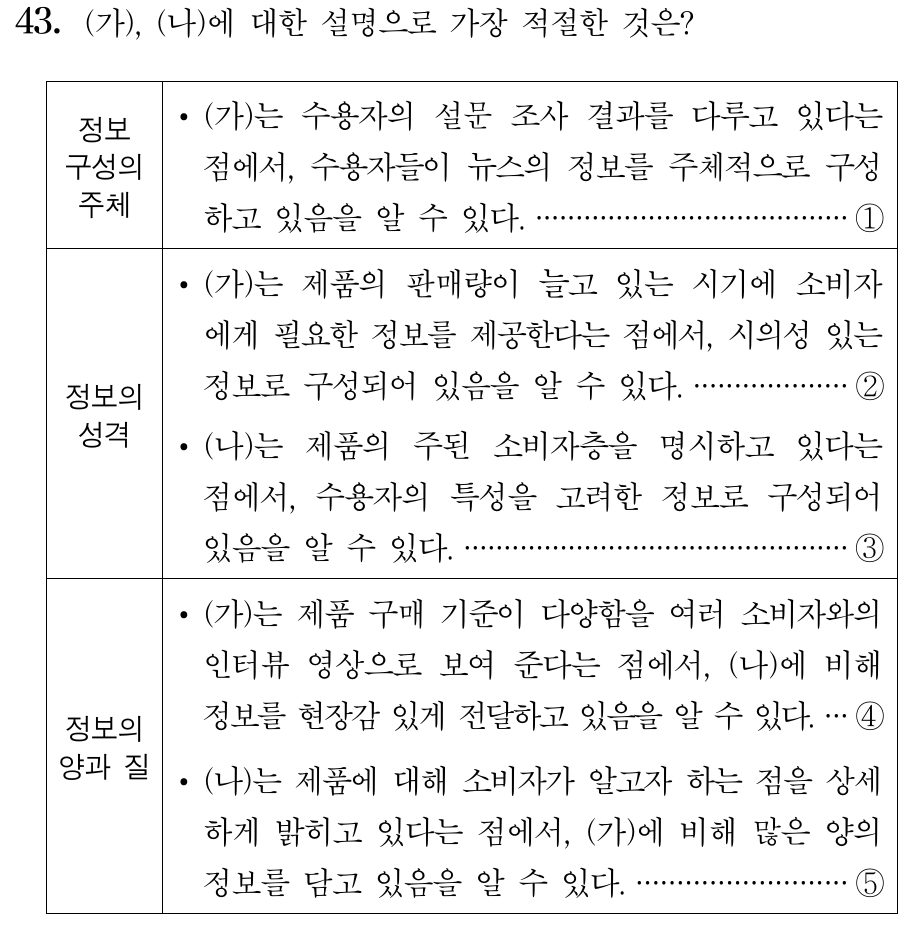 43. (가), (나)에 대한 설명으로 가장 적절한 것은?
정보
구성의
주체
• (가)는 수용자의 설문 조사 결과를 다루고 있다는
점에서, 수용자들이 뉴스의 정보를 주체적으로 구성
하고 있음을 알 수 있다. ······································· ①
정보의
성격
• (가)는 제품의 판매량이 늘고 있는 시기에 소비자
에게 필요한 정보를 제공한다는 점에서, 시의성 있는
정보로 구성되어 있음을 알 수 있다. ··················· ②
• (나)는 제품의 주된 소비자층을 명시하고 있다는
점에서, 수용자의 특성을 고려한 정보로 구성되어
있음을 알 수 있다. ················································ ③
정보의
양과 질
• (가)는 제품 구매 기준이 다양함을 여러 소비자와의
인터뷰 영상으로 보여 준다는 점에서, (나)에 비해
정보를 현장감 있게 전달하고 있음을 알 수 있다. ··· ④
• (나)는 제품에 대해 소비자가 알고자 하는 점을 상세
하게 밝히고 있다는 점에서, (가)에 비해 많은 양의
정보를 담고 있음을 알 수 있다. ·························· ⑤